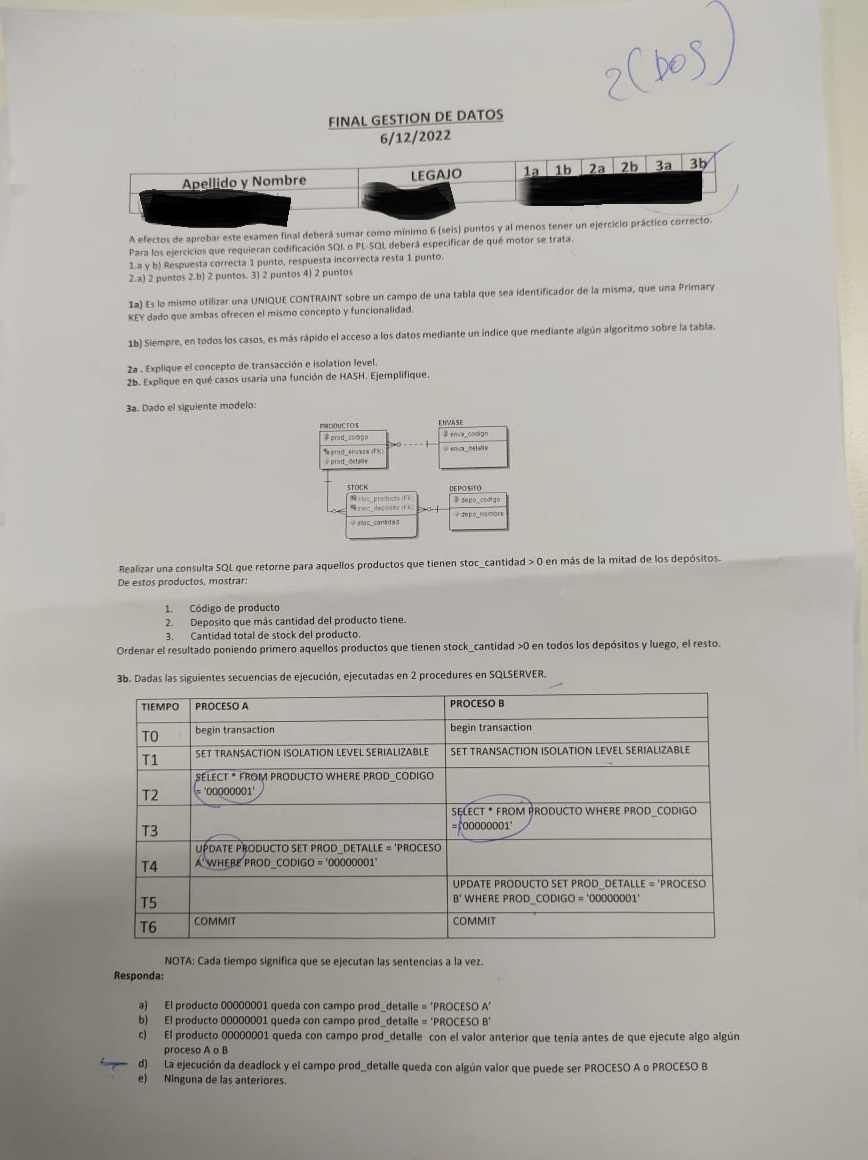 2 (DOS)
FINAL GESTION DE DATOS
6/12/2022
Apellido y Nombre LEGAJO 1a 1b 2a 2b 3a 3b
A efectos de aprobar este examen final deberá sumar como mínimo 6 (seis) puntos y al menos tener un ejercicio práctico correcto.
Para los ejercicios que requieran codificación SQL o PL-SQL deberá especificar de qué motor se trata.
1.a y b) Respuesta correcta 1 punto, respuesta incorrecta resta 1 punto.
2.a) 2 puntos 2.b) 2 puntos. 3) 2 puntos 4) 2 puntos
1a) Es lo mismo utilizar una UNIQUE CONTRAINT sobre un campo de una tabla que sea identificador de la misma, que una Primary
KEY dado que ambas ofrecen el mismo concepto y funcionalidad.
1b) Siempre, en todos los casos, es más rápido el acceso a los datos mediante un índice que mediante algún algoritmo sobre la tabla.
2a . Explique el concepto de transacción e isolation level.
2b. Explique en qué casos usaría una función de HASH. Ejemplifique.
3a. Dado el siguiente modelo:
PRODUCTOS
prod_codigo
prod_envase (FK)
prod_detalle
ENVASE
enva_codigo
enva_detalle
STOCK
stoc_producto (FK)
stoc_deposito (FK)
stoc_cantidad
DEPOSITO
depo_codigo
depo_nombre
Realizar una consulta SQL que retorne para aquellos productos que tienen stoc_cantidad > 0 en más de la mitad de los depósitos.
De estos productos, mostrar:
1. Código de producto
2. Deposito que más cantidad del producto tiene.
3. Cantidad total de stock del producto.
Ordenar el resultado poniendo primero aquellos productos que tienen stock_cantidad >0 en todos los depósitos y luego, el resto.
3b. Dadas las siguientes secuencias de ejecución, ejecutadas en 2 procedures en SQLSERVER.
TIEMPO PROCESO A PROCESO B
T0 begin transaction begin transaction
T1 SET TRANSACTION ISOLATION LEVEL SERIALIZABLE SET TRANSACTION ISOLATION LEVEL SERIALIZABLE
SELECT * FROM PRODUCTO WHERE PROD_CODIGO
T2 = '00000001'
SELECT * FROM PRODUCTO WHERE PROD_CODIGO
T3 = '00000001'
UPDATE PRODUCTO SET PROD_DETALLE = 'PROCESO
T4 A' WHERE PROD_CODIGO = '00000001'
UPDATE PRODUCTO SET PROD_DETALLE = 'PROCESO
T5 B' WHERE PROD_CODIGO = '00000001'
T6 COMMIT COMMIT
NOTA: Cada tiempo significa que se ejecutan las sentencias a la vez.
Responda:
a) El producto 00000001 queda con campo prod_detalle = 'PROCESO A'
b) El producto 00000001 queda con campo prod_detalle = 'PROCESO B'
c) El producto 00000001 queda con campo prod_detalle con el valor anterior que tenía antes de que ejecute algo algún
proceso A o B
d) La ejecución da deadlock y el campo prod_detalle queda con algún valor que puede ser PROCESO A o PROCESO B
e) Ninguna de las anteriores.